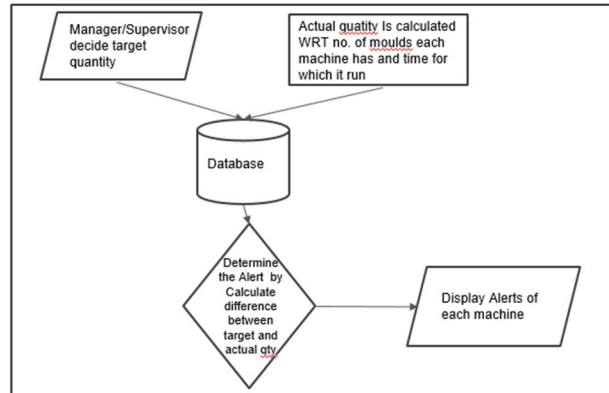 Manager/Supervisor
decide target
quantity
Actual quatity Is calculated
WRT no. of moulds each
machine has and time for
which it run
Database
Determine
the Alert by
Calculate
difference
between
target and
actual qty
Display Alerts of
each machine